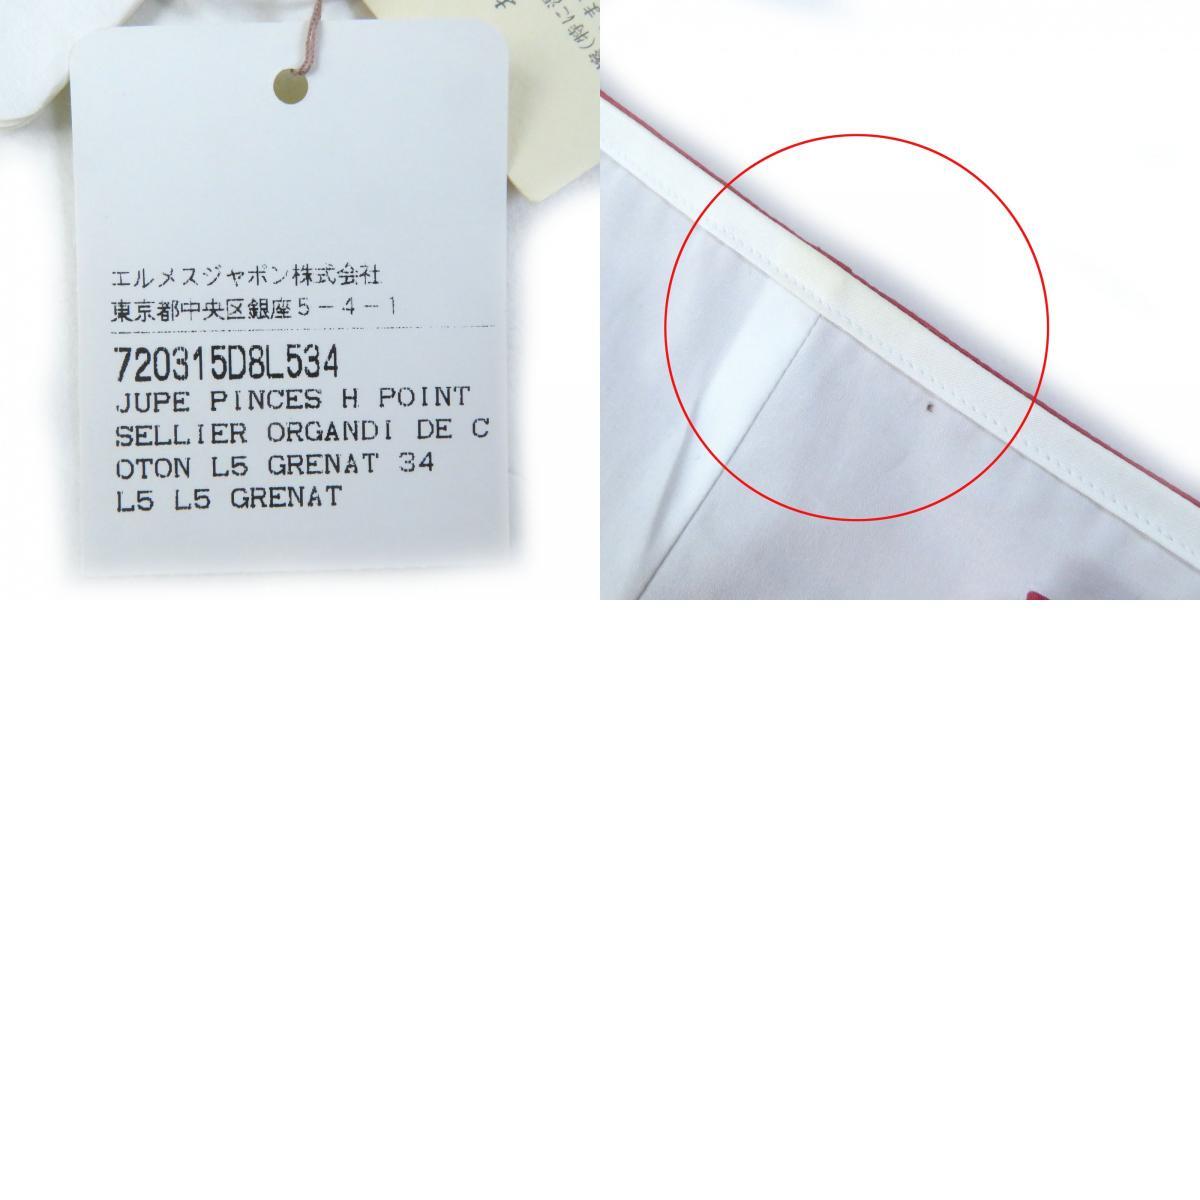 エルメスジャポン株式会社
東京都中央区銀座5-4-1
720315D8L534
JUPE PINCES H POINT
SELLIER ORGANDI DE C
OTON L5 GRENAT 34
L5 L5 GRENAT